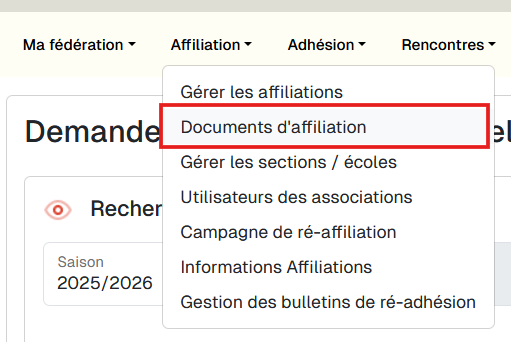 Ma fédération Affiliation Adhésion Rencontres
Gérer les affiliations
Documents d'affiliation
Demande
Gérer les sections / écoles
Utilisateurs des associations
Campagne de ré-affiliation
Saison
Informations Affiliations
2025/2026
Gestion des bulletins de ré-adhésion